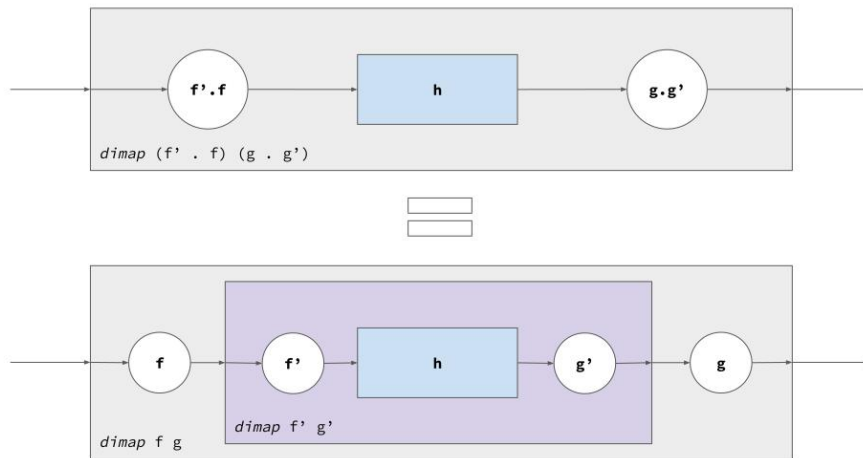 f’.f
h
g.g’
dimap (f’ . f) (g . g’)
f
f’
h
g’
g
dimap f’ g’
dimap f g